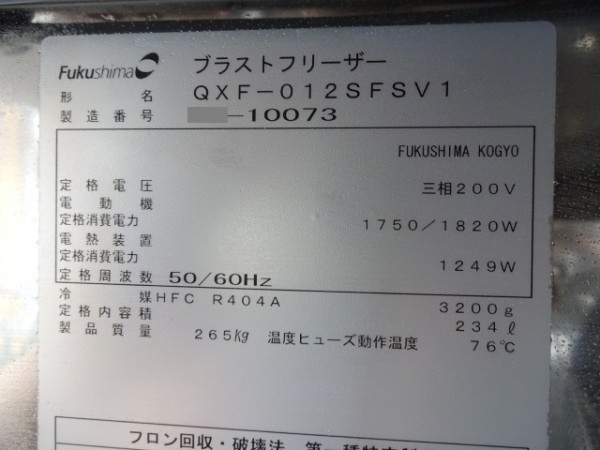 Fukushima
ブラストフリーザー
形 名 QXF-012SFSV1
製造番号 -10073
FUKUSHIMA KOGYO
定格電圧 三相200V
電動機
定格消費電力 1750/1820W
電熱装置
定格消費電力 1249W
定格周波数 50/60Hz
冷 媒 HFC R404A 3200g
定格内容積 234ℓ
製品質量 265㎏ 温度ヒューズ動作温度 76℃
フロン回収・破壊法 第一種特定